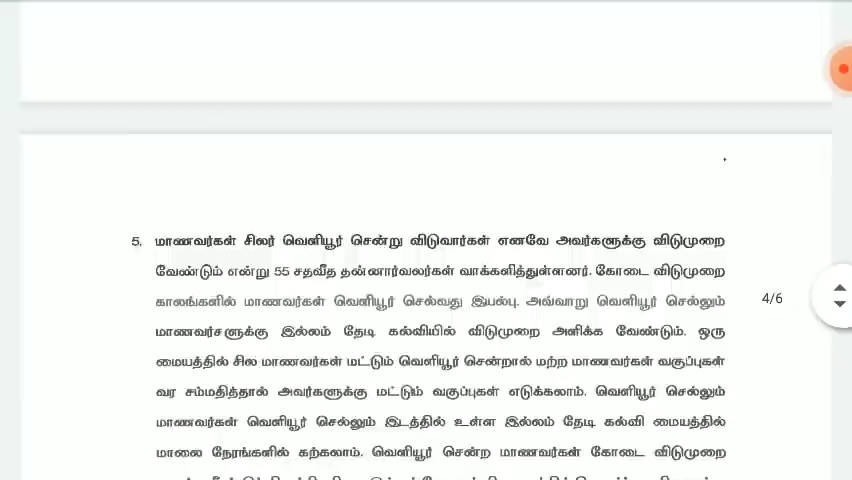 5. மாணவர்கள் சிலர் வெளியூர் சென்று விடுவார்கள் எனவே அவர்களுக்கு விடுமுறை
வேண்டும் என்று 55 சதவீத தன்னார்வலர்கள் வாக்களித்துள்ளனர். கோடை விடுமுறை
காலங்களில் மாணவர்கள் வெளியூர் செல்வது இயல்பு. அவ்வாறு வெளியூர் செல்லும்
மாணவர்களுக்கு இல்லம் தேடி கல்வியில் விடுமுறை அளிக்க வேண்டும். ஒரு
4/6
மையத்தில் சில மாணவர்கள் மட்டும் வெளியூர் சென்றால் மற்ற மாணவர்கள் வகுப்புகள்
வர சம்மதித்தால் அவர்களுக்கு மட்டும் வகுப்புகள் எடுக்கலாம். வெளியூர் செல்லும்
மாணவர்கள் வெளியூர் செல்லும் இடத்தில் உள்ள இல்லம் தேடி கல்வி மையத்தில்
மாலை நேரங்களில் கற்கலாம். வெளியூர் சென்ற மாணவர்கள் கோடை விடுமுறை